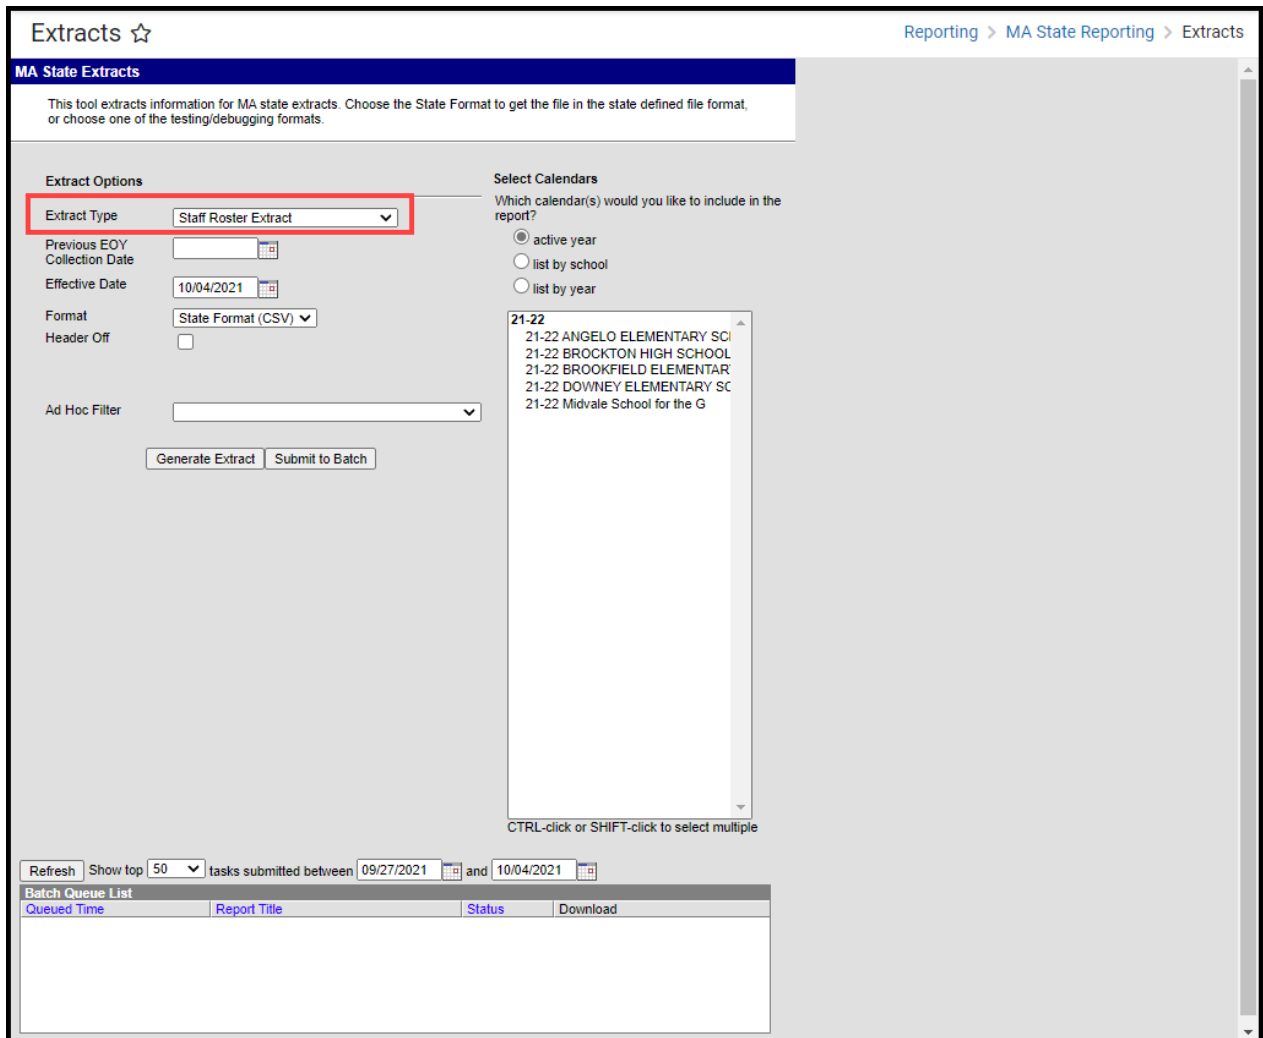 Extracts
Reporting > MA State Reporting > Extracts
MA State Extracts
This tool extracts information for MA state extracts. Choose the State Format to get the file in the state defined file format,
or choose one of the testing/debugging formats.
Extract Options
Extract Type
Staff Roster Extract
Previous EOY
Collection Date
Effective Date
10/04/2021
Format
State Format (CSV)
Header Off
Ad Hoc Filter
Generate Extract
Submit to Batch
Select Calendars
Which calendar(s) would you like to include in the
report?
active year
list by school
list by year
21-22
21-22 ANGELO ELEMENTARY SC
21-22 BROCKTON HIGH SCHOOL
21-22 BROOKFIELD ELEMENTAR
21-22 DOWNEY ELEMENTARY SC
21-22 Midvale School for the G
CTRL-click or SHIFT-click to select multiple
Refresh Show top 50 tasks submitted between 09/27/2021 and 10/04/2021
Batch Queue List
Queued Time Report Title Status Download